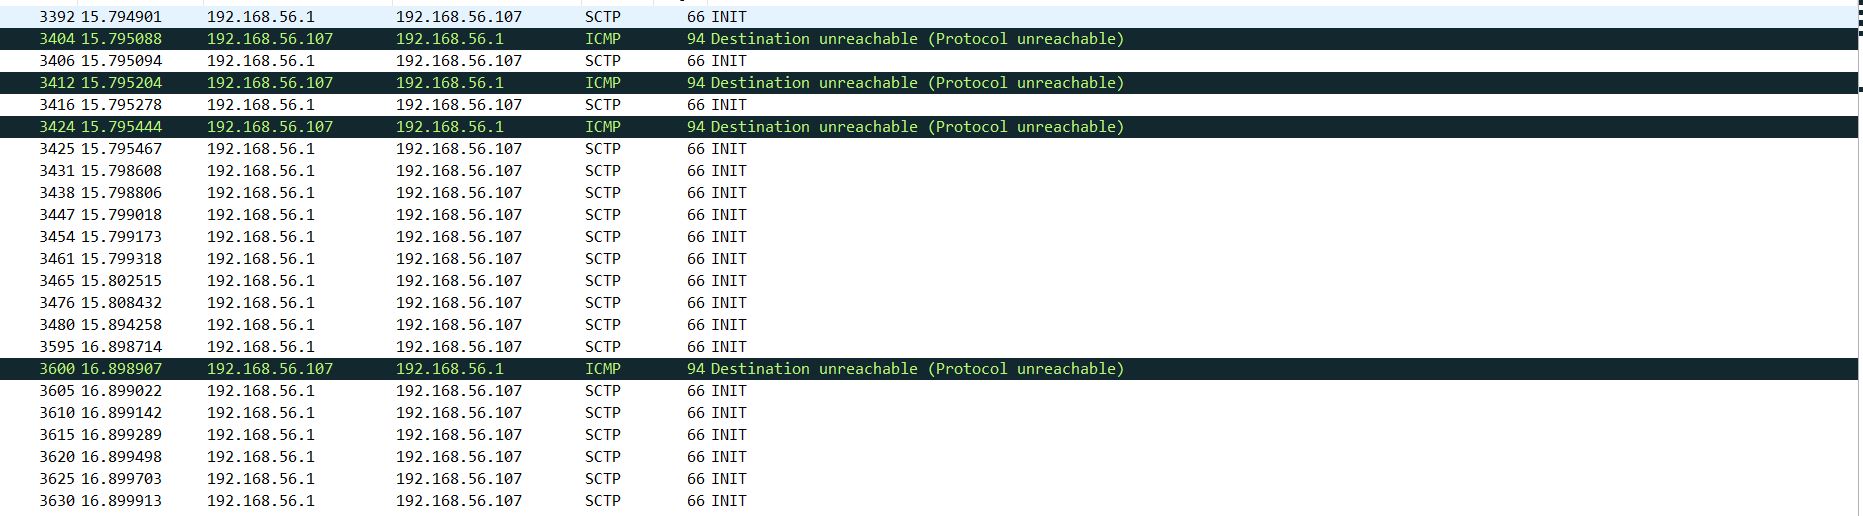 3392 15.794901 192.168.56.1 192.168.56.107 SCTP 66 INIT
3404 15.795088 192.168.56.107 192.168.56.1 ICMP 94 Destination unreachable (Protocol unreachable)
3406 15.795094 192.168.56.1 192.168.56.107 SCTP 66 INIT
3412 15.795204 192.168.56.107 192.168.56.1 ICMP 94 Destination unreachable (Protocol unreachable)
3416 15.795278 192.168.56.1 192.168.56.107 SCTP 66 INIT
3424 15.795444 192.168.56.107 192.168.56.1 ICMP 94 Destination unreachable (Protocol unreachable)
3425 15.795467 192.168.56.1 192.168.56.107 SCTP 66 INIT
3431 15.798608 192.168.56.1 192.168.56.107 SCTP 66 INIT
3438 15.798806 192.168.56.1 192.168.56.107 SCTP 66 INIT
3447 15.799018 192.168.56.1 192.168.56.107 SCTP 66 INIT
3454 15.799173 192.168.56.1 192.168.56.107 SCTP 66 INIT
3461 15.799318 192.168.56.1 192.168.56.107 SCTP 66 INIT
3465 15.802515 192.168.56.1 192.168.56.107 SCTP 66 INIT
3476 15.808432 192.168.56.1 192.168.56.107 SCTP 66 INIT
3480 15.894258 192.168.56.1 192.168.56.107 SCTP 66 INIT
3595 16.898714 192.168.56.1 192.168.56.107 SCTP 66 INIT
3600 16.898907 192.168.56.107 192.168.56.1 ICMP 94 Destination unreachable (Protocol unreachable)
3605 16.899022 192.168.56.1 192.168.56.107 SCTP 66 INIT
3610 16.899142 192.168.56.1 192.168.56.107 SCTP 66 INIT
3615 16.899289 192.168.56.1 192.168.56.107 SCTP 66 INIT
3620 16.899498 192.168.56.1 192.168.56.107 SCTP 66 INIT
3625 16.899703 192.168.56.1 192.168.56.107 SCTP 66 INIT
3630 16.899913 192.168.56.1 192.168.56.107 SCTP 66 INIT